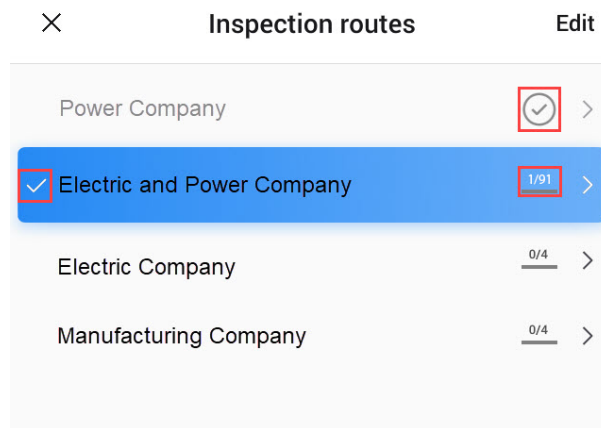 Inspection routes
Edit
Power Company
Electric and Power Company
1/91
Electric Company
0/4
Manufacturing Company
0/4